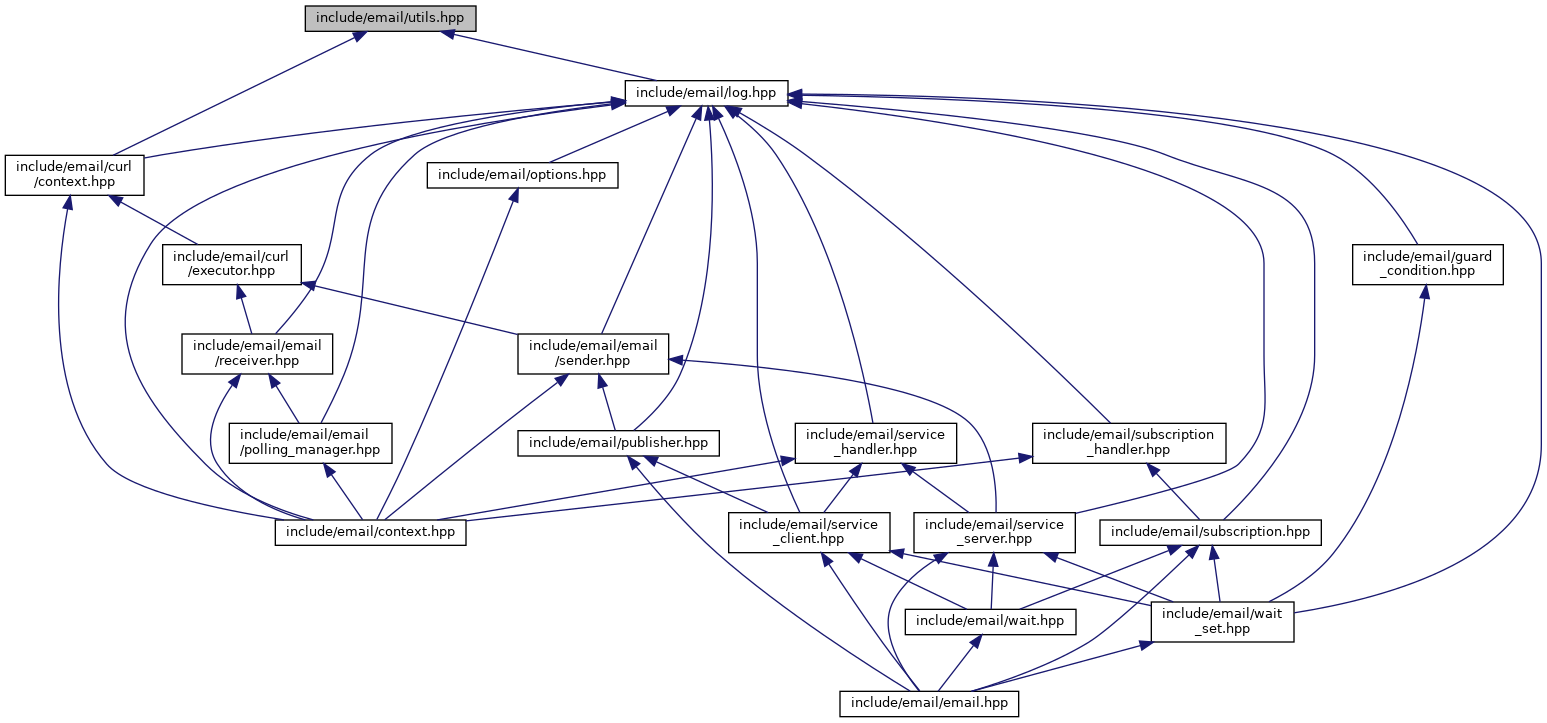 include/email/utils.hpp
include/email/log.hpp
include/email/curl
/context.hpp
include/email/options.hpp
include/email/curl
/executor.hpp
include/email/guard
_condition.hpp
include/email/email
/receiver.hpp
include/email/email
/sender.hpp
include/email/email
/polling_manager.hpp
include/email/publisher.hpp
include/email/service
_handler.hpp
include/email/subscription
_handler.hpp
include/email/context.hpp
include/email/service
_client.hpp
include/email/service
_server.hpp
include/email/subscription.hpp
include/email/wait.hpp
include/email/wait
_set.hpp
include/email/email.hpp